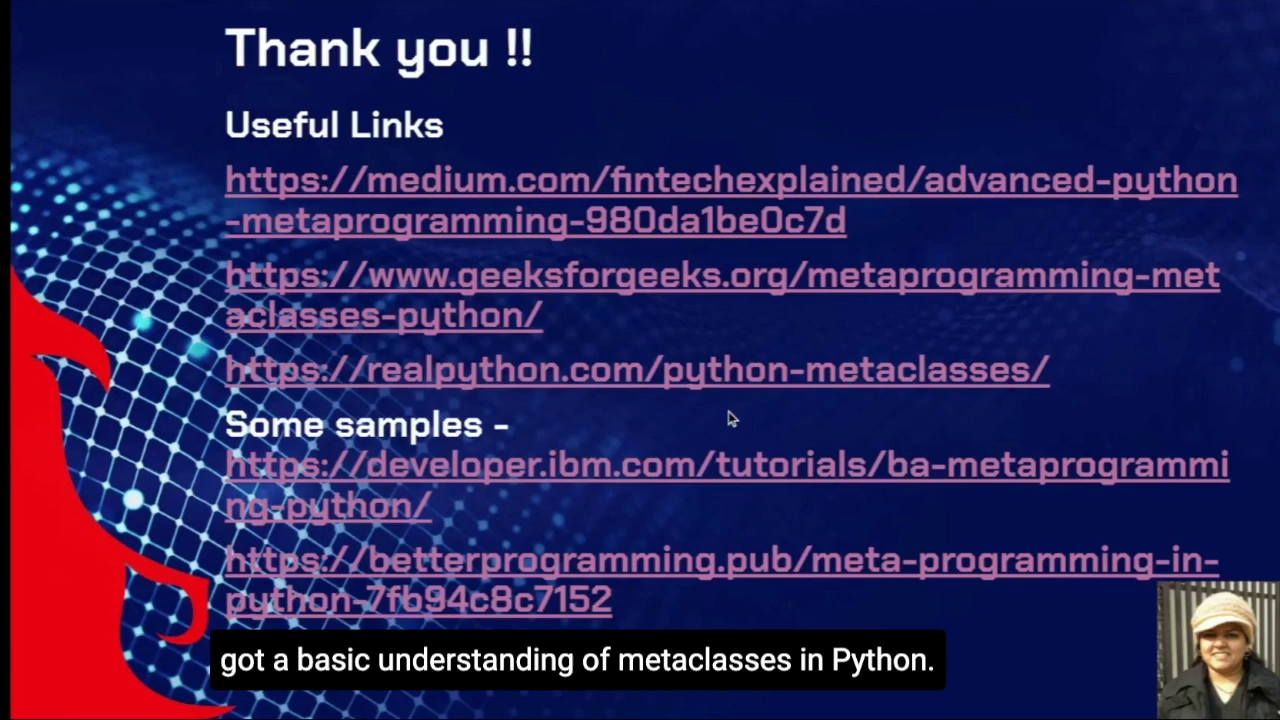 Thank you !!
Useful Links
https://medium.com/fintechexplained/advanced-python
-metaprogramming-980da1be0c7d
https://www.geeksforgeeks.org/metaprogramming-met
aclasses-python/
https://realpython.com/python-metaclasses/
Some samples -
https://developer.ibm.com/tutorials/ba-metaprogrammi
ng-python/
https://betterprogramming.pub/meta-programming-in-
python-7fb94c8c7152
got a basic understanding of metaclasses in Python.